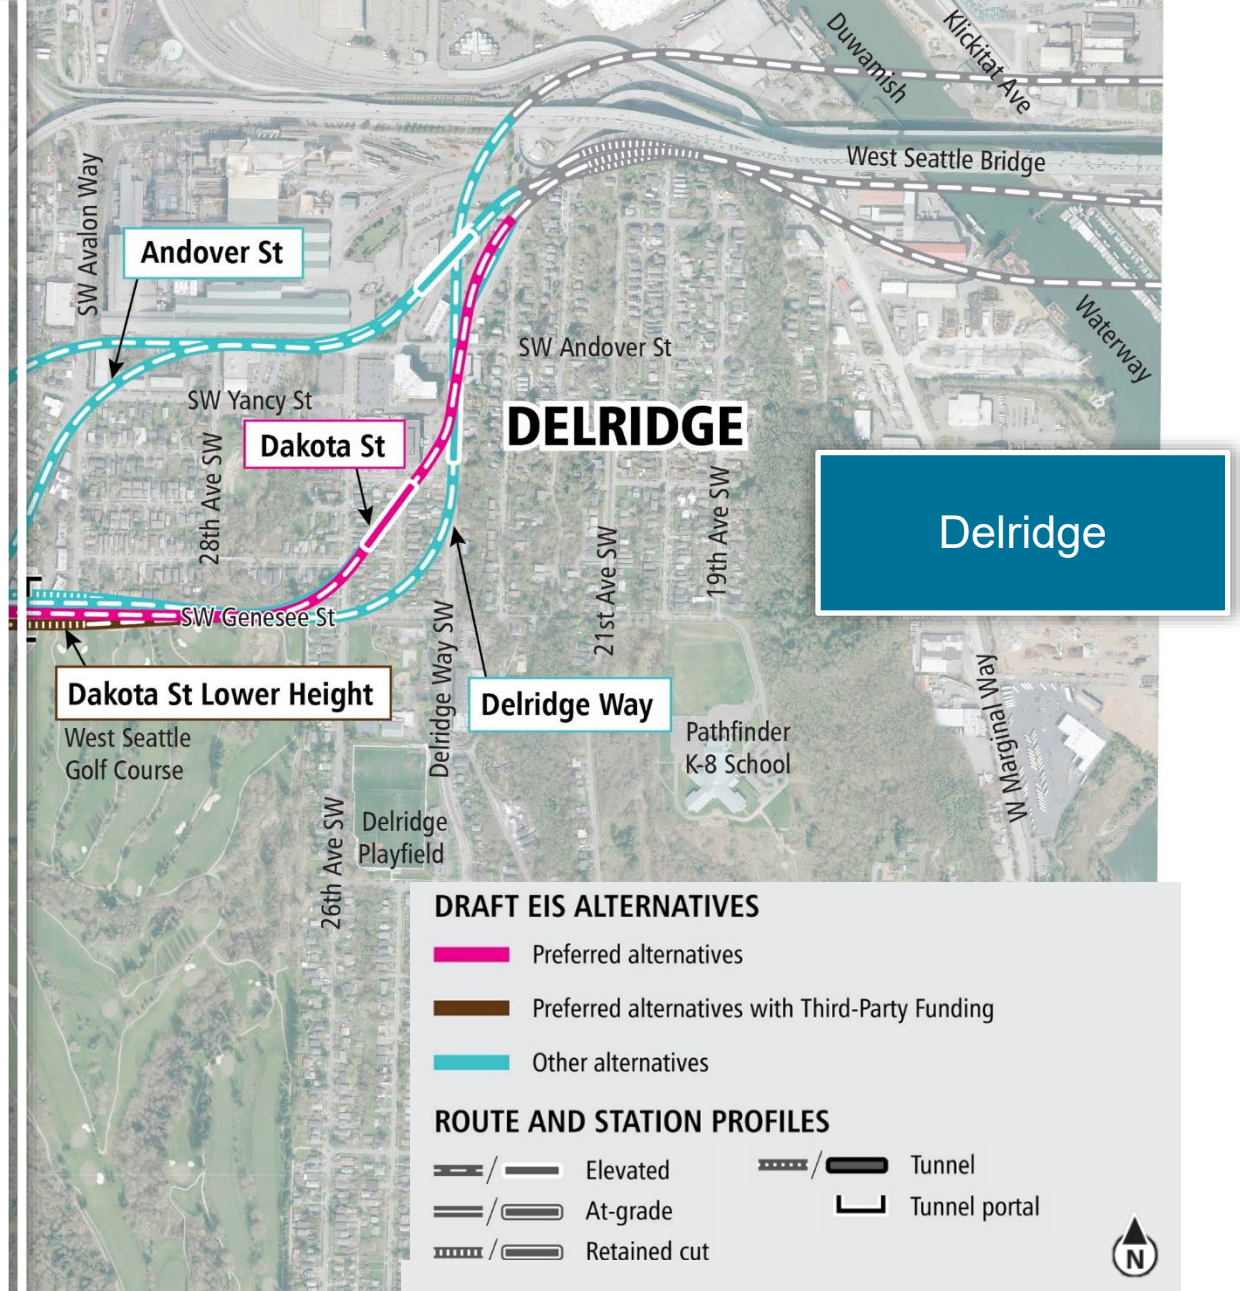 Duwamish
Klickitat Ave
West Seattle Bridge
SW Avalon Way
Andover St
Waterway
SW Andover St
SW Yancy St
DELRIDGE
Dakota St
28th Ave SW
19th Ave SW
21st Ave SW
Delridge
SW Genesee St
Delridge Way SW
Dakota St Lower Height
Delridge Way
West Seattle
Golf Course
Pathfinder
K-8 School
W Marginal Way
26th Ave SW
Delridge
Playfield
DRAFT EIS ALTERNATIVES
Preferred alternatives
Preferred alternatives with Third-Party Funding
Other alternatives
ROUTE AND STATION PROFILES
Elevated
At-grade
Retained cut
Tunnel
Tunnel portal
N